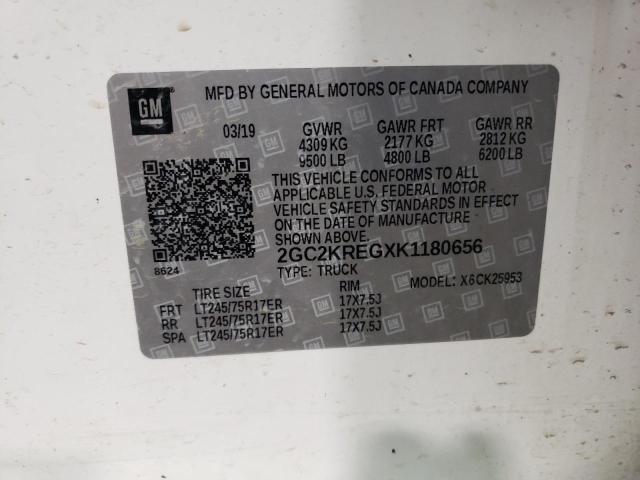 GM
MFD BY GENERAL MOTORS OF CANADA COMPANY
03/19 GVWR GAWR FRT GAWR RR
4309 KG 2177 KG 2812 KG
9500 LB 4800 LB 6200 LB
THIS VEHICLE CONFORMS TO ALL
APPLICABLE U.S. FEDERAL MOTOR
VEHICLE SAFETY STANDARDS IN EFFECT
ON THE DATE OF MANUFACTURE
SHOWN ABOVE.
8624 2GC2KREGXK1180656
TYPE: TRUCK MODEL: X6CK25953
TIRE SIZE RIM
FRT LT245/75R17ER 17X7.5J
RR LT245/75R17ER 17X7.5J
SPA LT245/75R17ER 17X7.5J